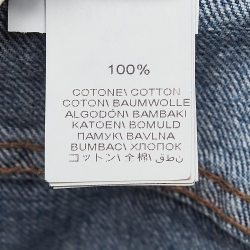 100%
COTONE\ COTTON
COTON\ BAUMWOLLE
ALGODÓN\ BAMBAKI
KATOEN\ BOMULD
ПАМУК\ BAVLNA
BUMBAC\ ХЛОПОК
コットン\ 全棉\ نطق